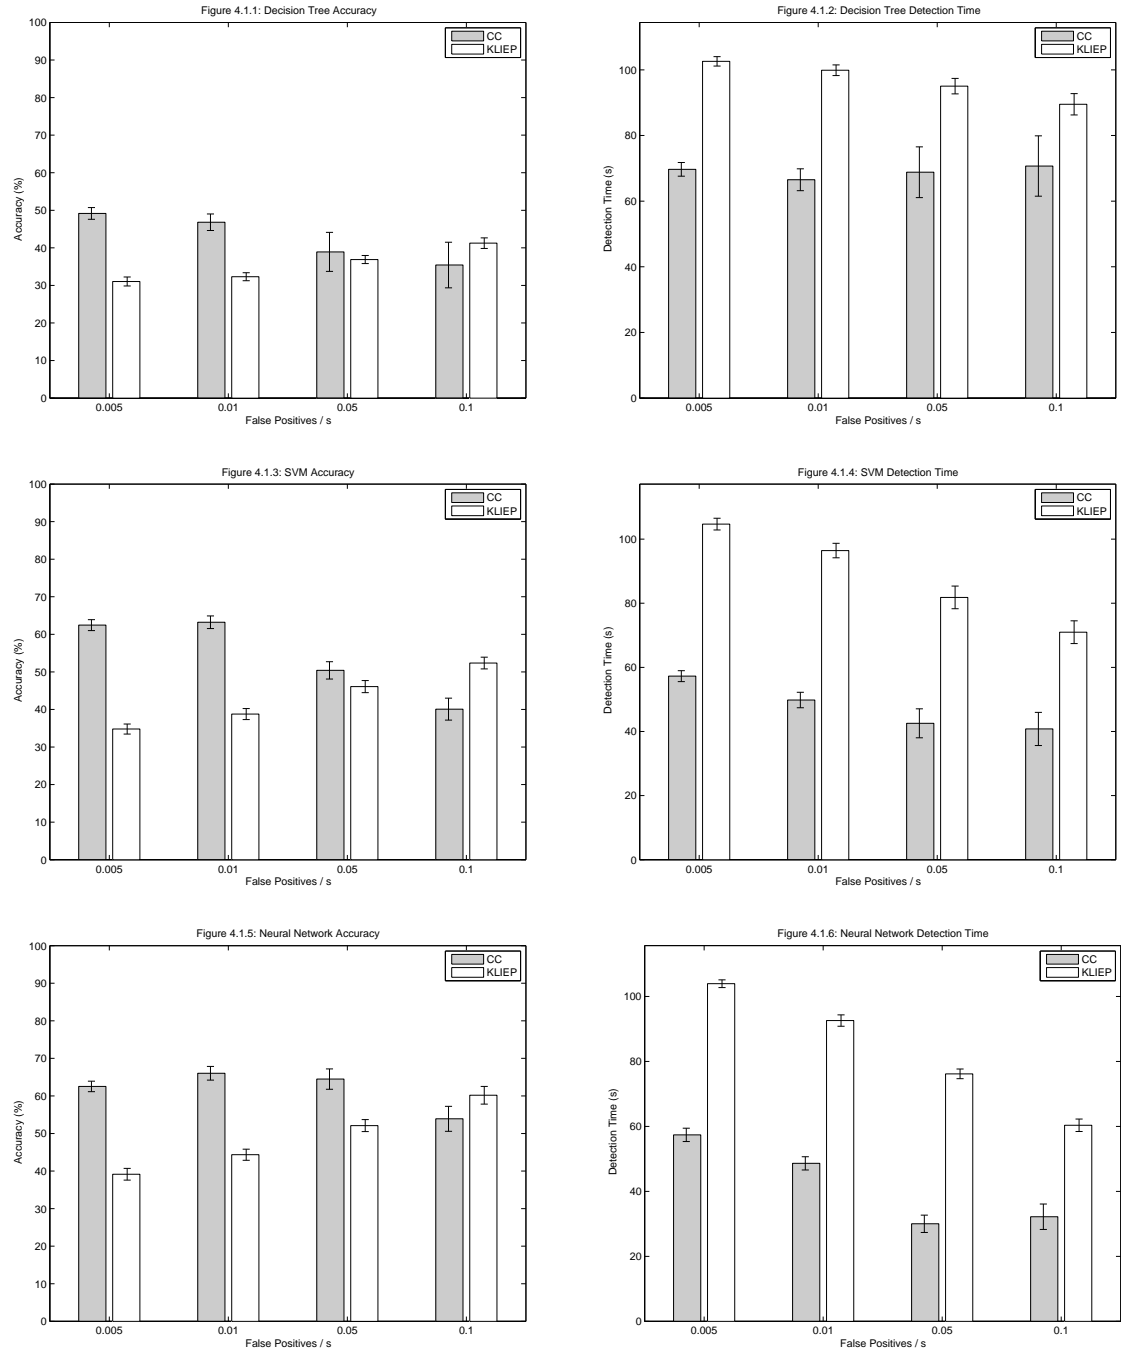 Figure 4.1.1: Decision Tree Accuracy
100
90
80
70
60
50
40
30
20
10
0
Accuracy (%)
CC
KLIEP
0.005 0.01 0.05 0.1
False Positives / s
Figure 4.1.2: Decision Tree Detection Time
100
80
60
40
20
0
Detection Time (s)
CC
KLIEP
0.005 0.01 0.05 0.1
False Positives / s
Figure 4.1.3: SVM Accuracy
100
90
80
70
60
50
40
30
20
10
0
Accuracy (%)
CC
KLIEP
0.005 0.01 0.05 0.1
False Positives / s
Figure 4.1.4: SVM Detection Time
100
80
60
40
20
0
Detection Time (s)
CC
KLIEP
0.005 0.01 0.05 0.1
False Positives / s
Figure 4.1.5: Neural Network Accuracy
100
90
80
70
60
50
40
30
20
10
0
Accuracy (%)
CC
KLIEP
0.005 0.01 0.05 0.1
False Positives / s
Figure 4.1.6: Neural Network Detection Time
100
80
60
40
20
0
Detection Time (s)
CC
KLIEP
0.005 0.01 0.05 0.1
False Positives / s